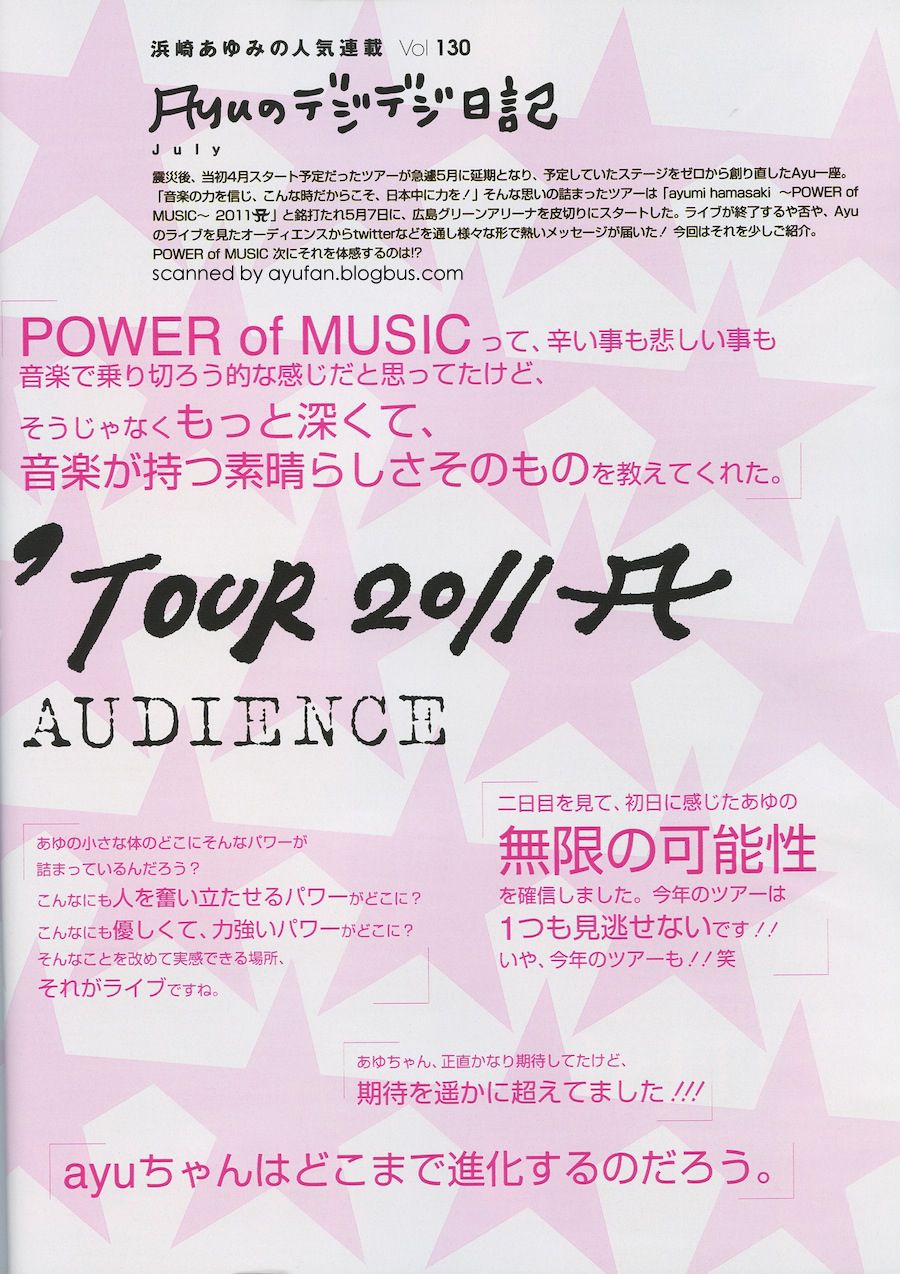 浜崎あゆみの人気連載 Vol 130
Ayuのデジデジ日記
July
震災後、当初4月スタート予定だったツアーが急遽5月に延期となり、予定していたステージをゼロから創り直したAyu一座。
「音楽の力を信じ、こんな時だからこそ、日本中に力を!」そんな思いの詰まったツアーは「ayumi hamasaki ～POWER of
MUSIC～ 2011A」と銘打たれ5月7日に、広島グリーンアリーナを皮切りにスタートした。ライブが終了するや否や、Ayu
のライブを見たオーディエンスからtwitterなどを通し様々な形で熱いメッセージが届いた! 今回はそれを少しご紹介。
POWER of MUSIC 次にそれを体感するのは!?
scanned by ayufan.blogbus.com
POWER of MUSIC って、辛い事も悲しい事も
音楽で乗り切ろう的な感じだと思ってたけど、
そうじゃなくもっと深くて、
音楽が持つ素晴らしさそのものを教えてくれた。
’TOUR 2011 A
AUDIENCE
二日目を見て、初日に感じたあゆの
無限の可能性
を確信しました。今年のツアーは
1つも見逃せないです!!
いや、今年のツアーも!!笑
あゆの小さな体のどこにそんなパワーが
詰まっているんだろう?
こんなにも人を奮い立たせるパワーがどこに?
こんなにも優しくて、力強いパワーがどこに?
そんなことを改めて実感できる場所、
それがライブですね。
あゆちゃん、正直かなり期待してたけど、
期待を遥かに超えてました!!!
ayuちゃんはどこまで進化するのだろう。